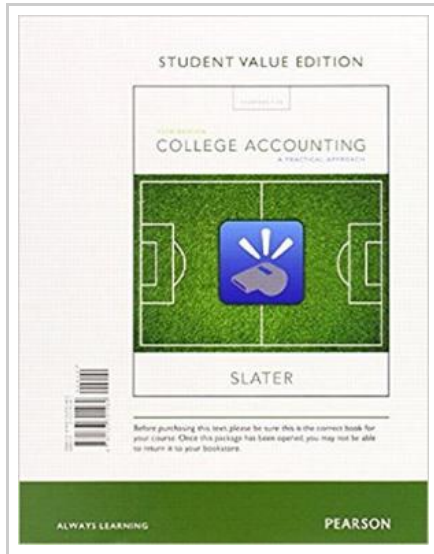 STUDENT VALUE EDITION
COLLEGE ACCOUNTING
A PRACTICAL APPROACH
SLATER
Before purchasing this text, please be sure this is the correct book for
your course. Once this package has been opened, you may not be able
to return it to your bookstore.
ALWAYS LEARNING
PEARSON